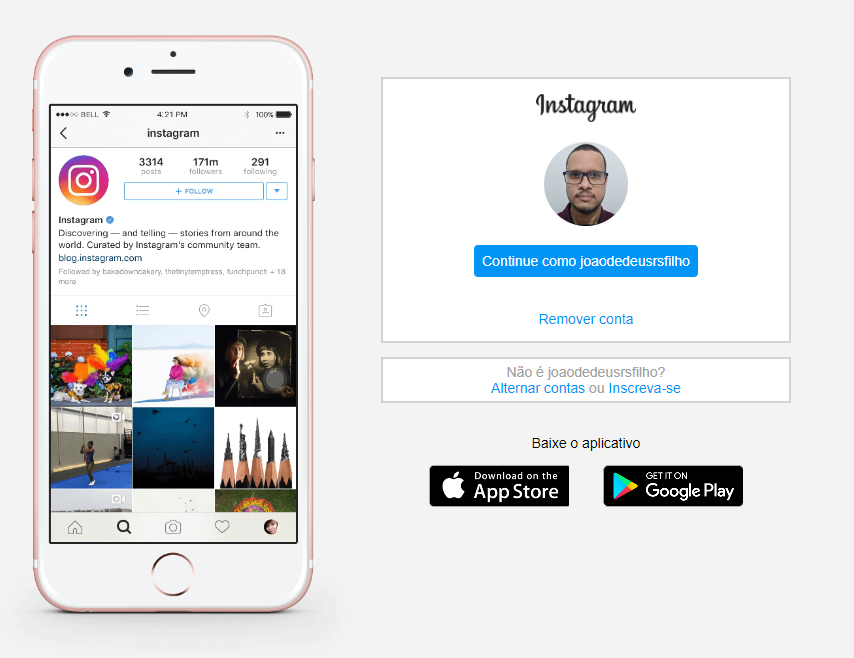 BELL 4:21 PM 100%
instagram
3314 171m 291
posts followers following
+ FOLLOW
Instagram
Discovering — and telling — stories from around the
world. Curated by Instagram's community team.
blog.instagram.com
Followed by bakedowncakery, thetinytemptress, funchpunch + 18
more
Instagram
Continue como joaodedeusrsfilho
Remover conta
Não é joaodedeusrsfilho?
Alternar contas ou Inscreva-se
Baixe o aplicativo
Download on the
App Store
GET IT ON
Google Play